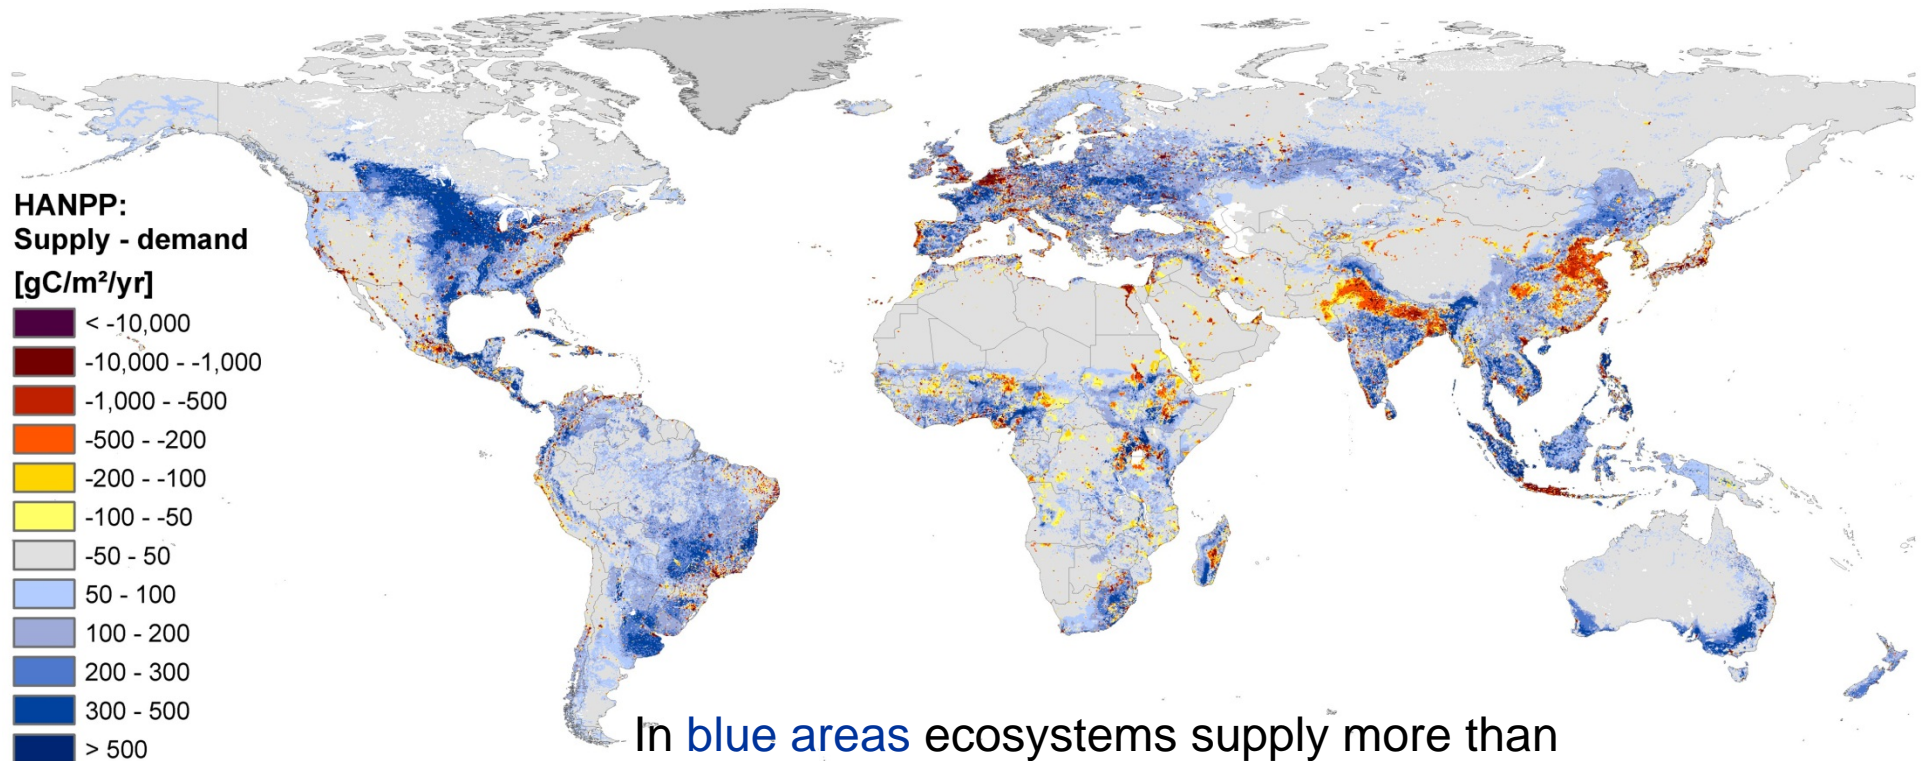 HANPP:
Supply - demand
[gC/m²/yr]
< -10,000
-10,000 - -1,000
-1,000 - -500
-500 - -200
-200 - -100
-100 - -50
-50 - 50
50 - 100
100 - 200
200 - 300
300 - 500
> 500
In blue areas ecosystems supply more than